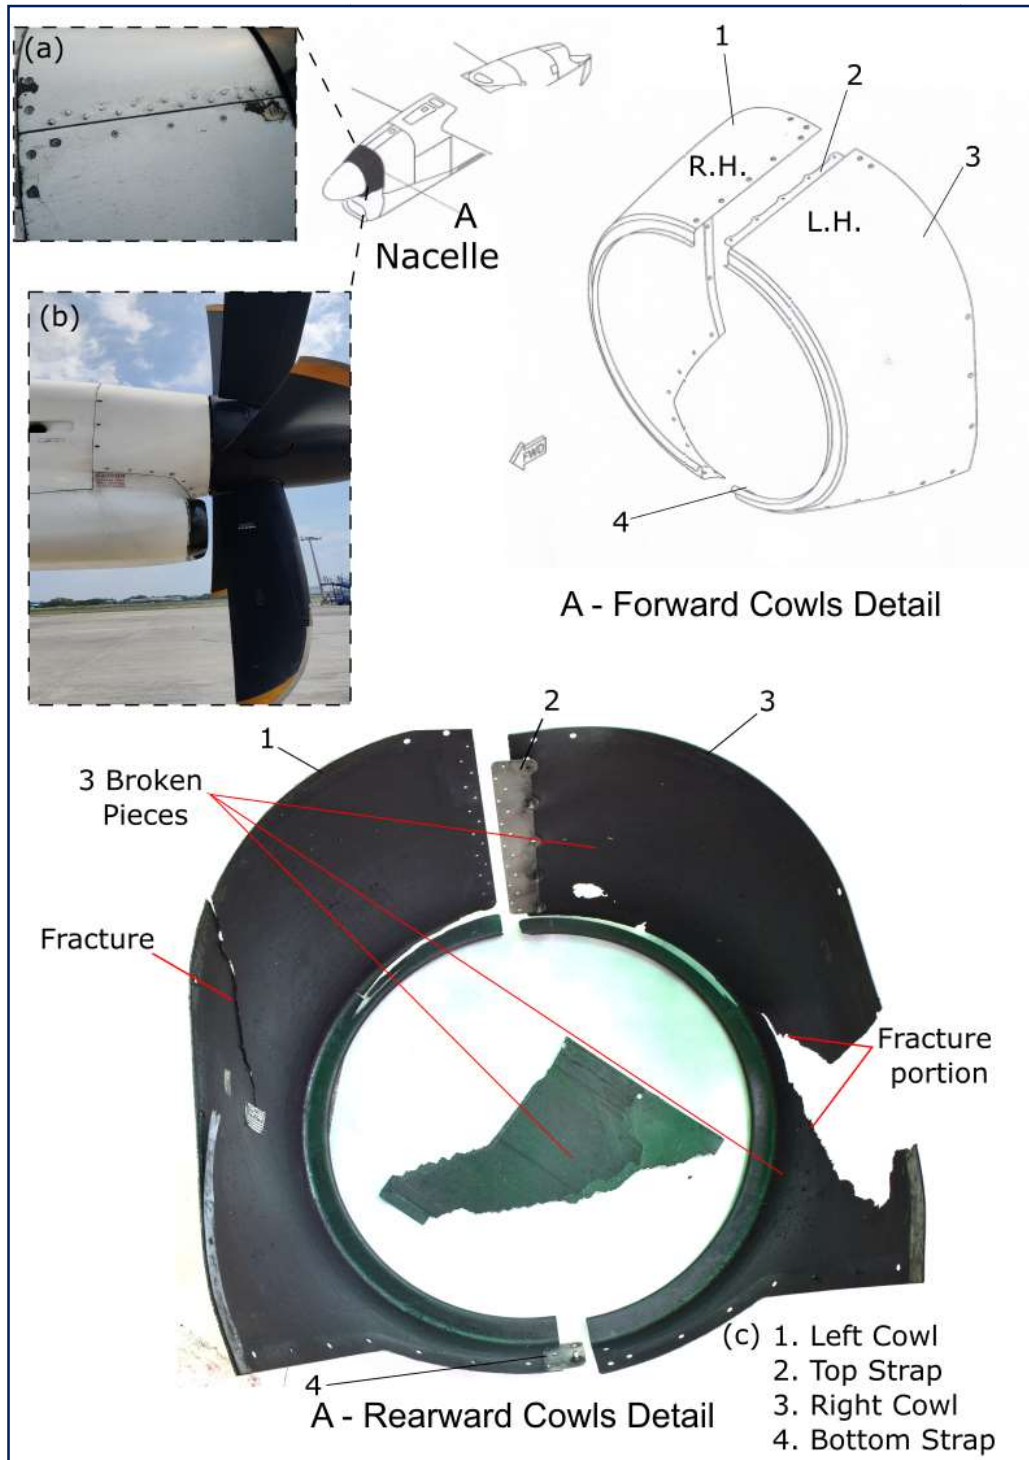 (a)
A
Nacelle
(b)
1
2
3
R.H.
L.H.
FWD
4
A - Forward Cowls Detail
1
2
3
3 Broken
Pieces
Fracture
Fracture
portion
4
A - Rearward Cowls Detail
(c) 1. Left Cowl
2. Top Strap
3. Right Cowl
4. Bottom Strap